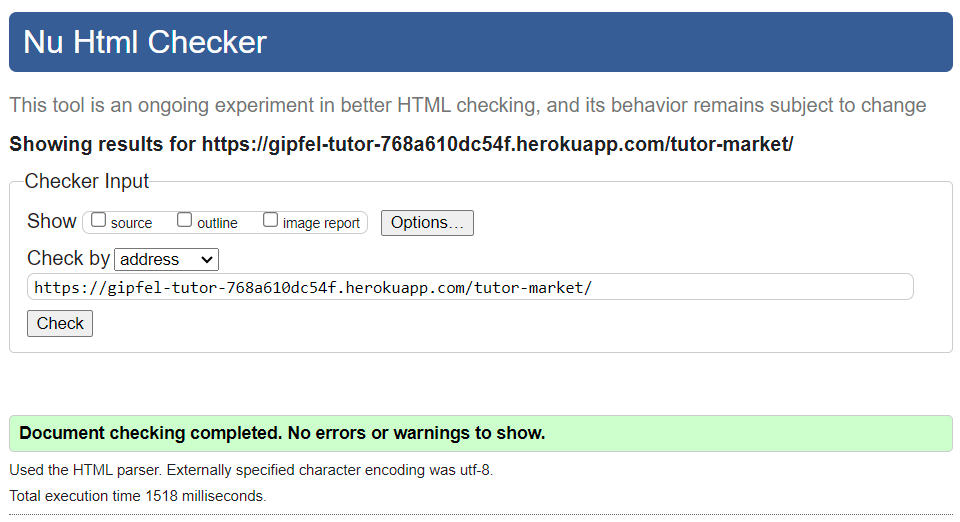 Nu Html Checker
This tool is an ongoing experiment in better HTML checking, and its behavior remains subject to change
Showing results for https://gipfel-tutor-768a610dc54f.herokuapp.com/tutor-market/
Checker Input
Show source outline image report Options...
Check by address
https://gipfel-tutor-768a610dc54f.herokuapp.com/tutor-market/
Check
Document checking completed. No errors or warnings to show.
Used the HTML parser. Externally specified character encoding was utf-8.
Total execution time 1518 milliseconds.